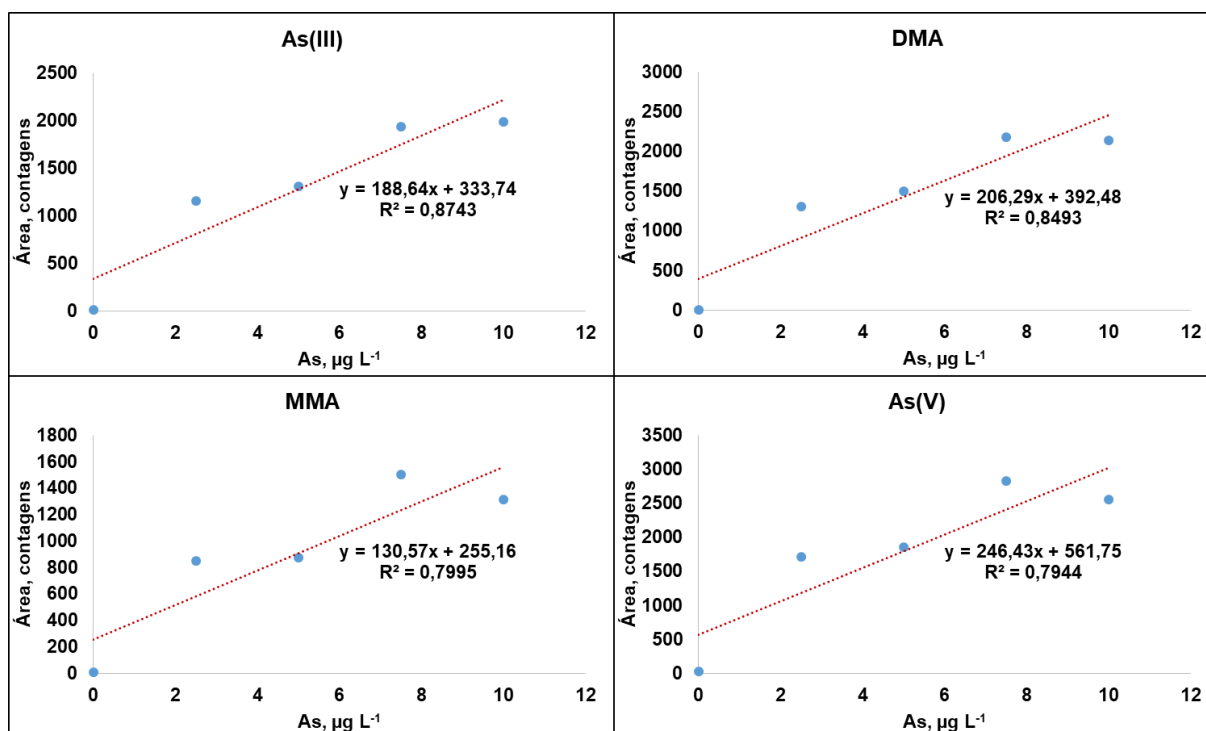 As(III)
Área, contagens
2500
2000
1500
1000
500
0
y = 188,64x + 333,74
R² = 0,8743
0 2 4 6 8 10 12
As, µg L⁻¹
DMA
Área, contagens
3000
2500
2000
1500
1000
500
0
y = 206,29x + 392,48
R² = 0,8493
0 2 4 6 8 10 12
As, µg L⁻¹
MMA
Área, contagens
1800
1600
1400
1200
1000
800
600
400
200
0
y = 130,57x + 255,16
R² = 0,7995
0 2 4 6 8 10 12
As, µg L⁻¹
As(V)
Área, contagens
3500
3000
2500
2000
1500
1000
500
0
y = 246,43x + 561,75
R² = 0,7944
0 2 4 6 8 10 12
As, µg L⁻¹